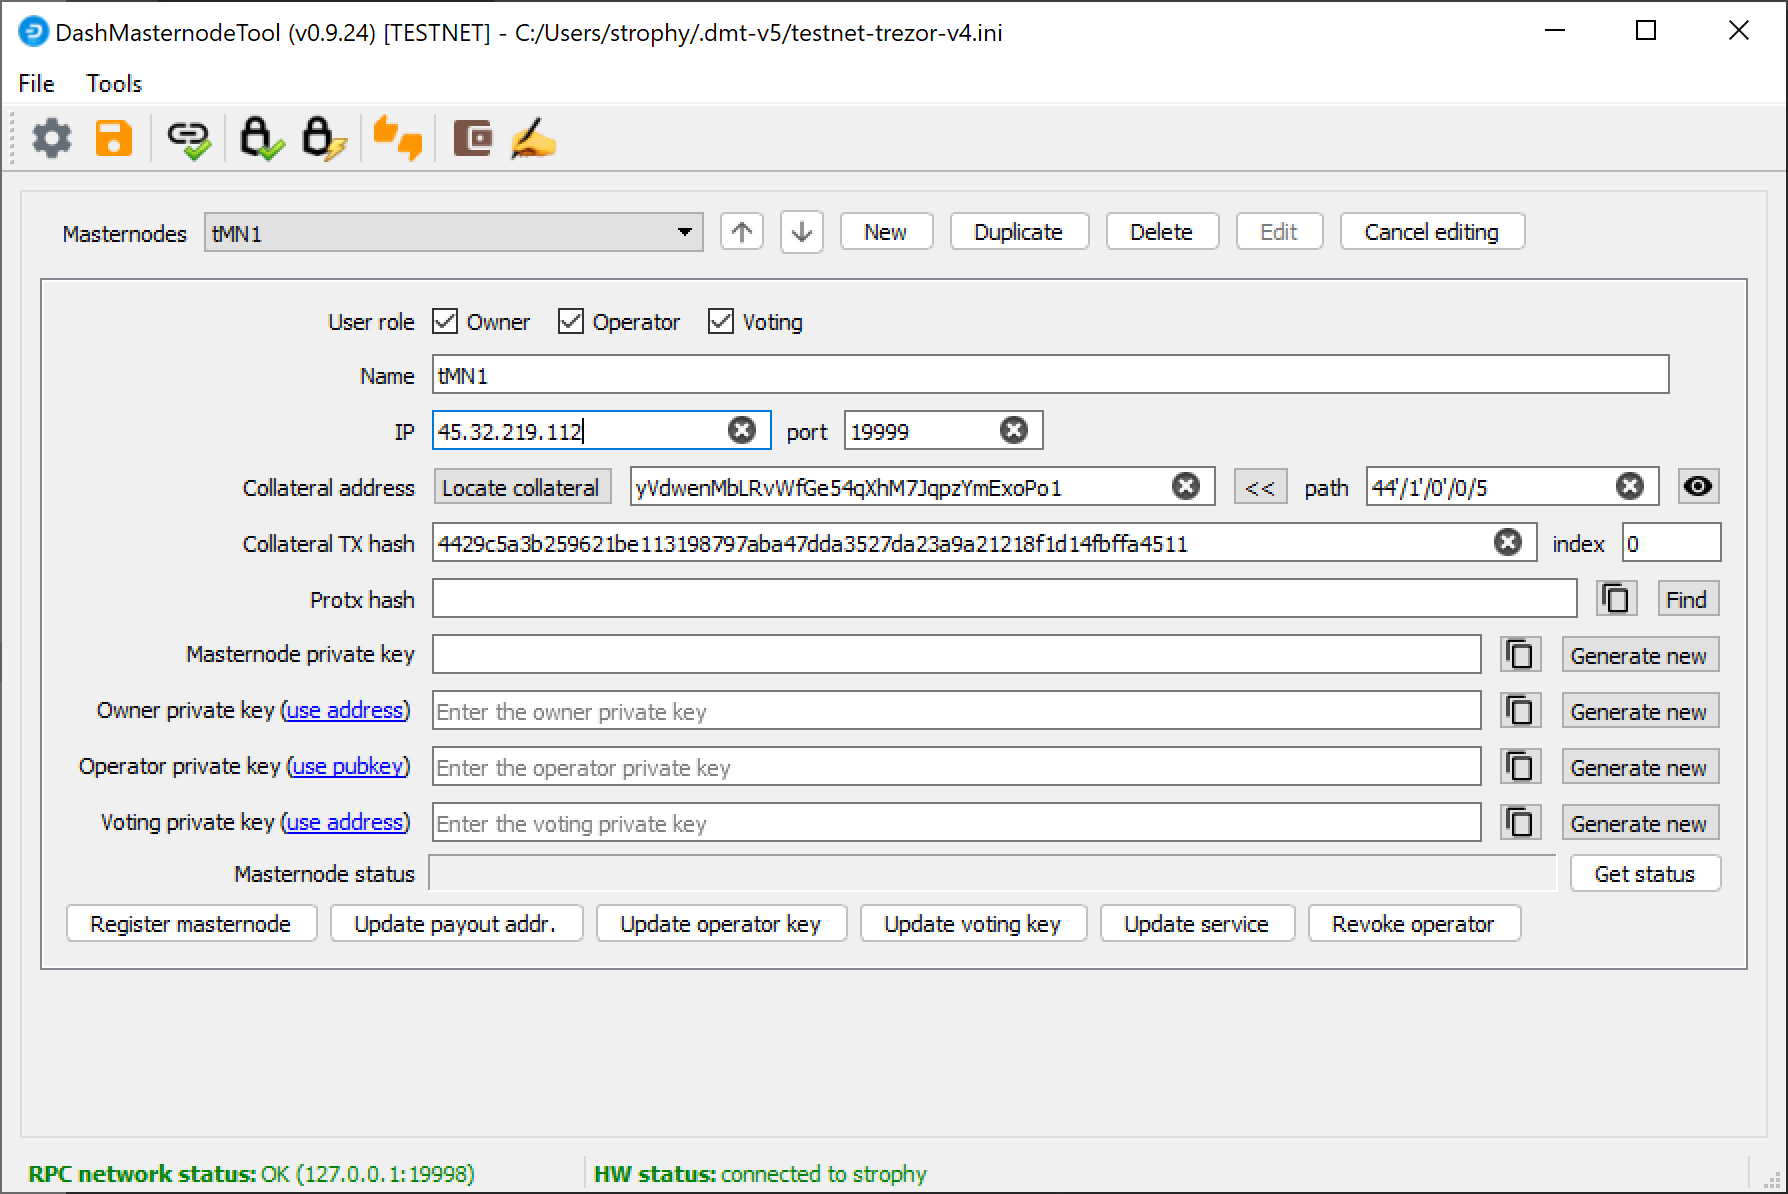 DashMasternodeTool (v0.9.24) [TESTNET] - C:/Users/strophy/.dmt-v5/testnet-trezor-v4.ini
File Tools
Masternodes tMN1 New Duplicate Delete Edit Cancel editing
User role Owner Operator Voting
Name tMN1
IP 45.32.219.112 port 19999
Collateral address Locate collateral yVdwenMbLRvWfGe54qXhM7JqpzYmExoPo1 << path 44'/1'/0'/0/5
Collateral TX hash 4429c5a3b259621be113198797aba47dda3527da23a9a21218f1d14fbffa4511 index 0
Protx hash Find
Masternode private key Generate new
Owner private key (use address) Enter the owner private key Generate new
Operator private key (use pubkey) Enter the operator private key Generate new
Voting private key (use address) Enter the voting private key Generate new
Masternode status Get status
Register masternode Update payout addr. Update operator key Update voting key Update service Revoke operator
RPC network status: OK (127.0.0.1:19998) HW status: connected to strophy